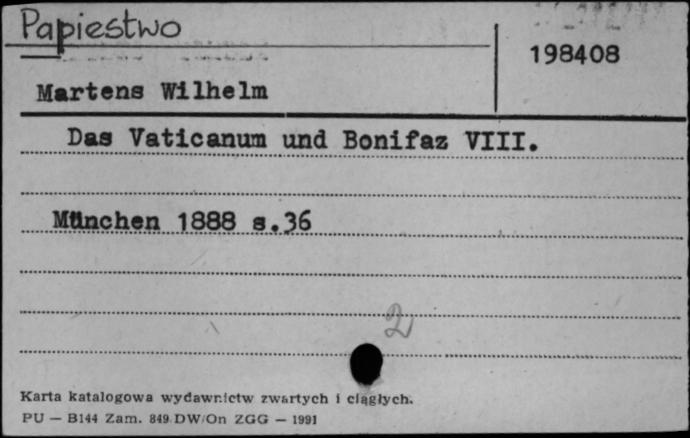 Papiestwo
198408
Martens Wilhelm
Das Vaticanum und Bonifaz VIII.
München 1888 s.36
2
Karta katalogowa wydawnictw zwartych i ciągłych.
PU — B144 Zam. 849 DW/On ZGG — 1991